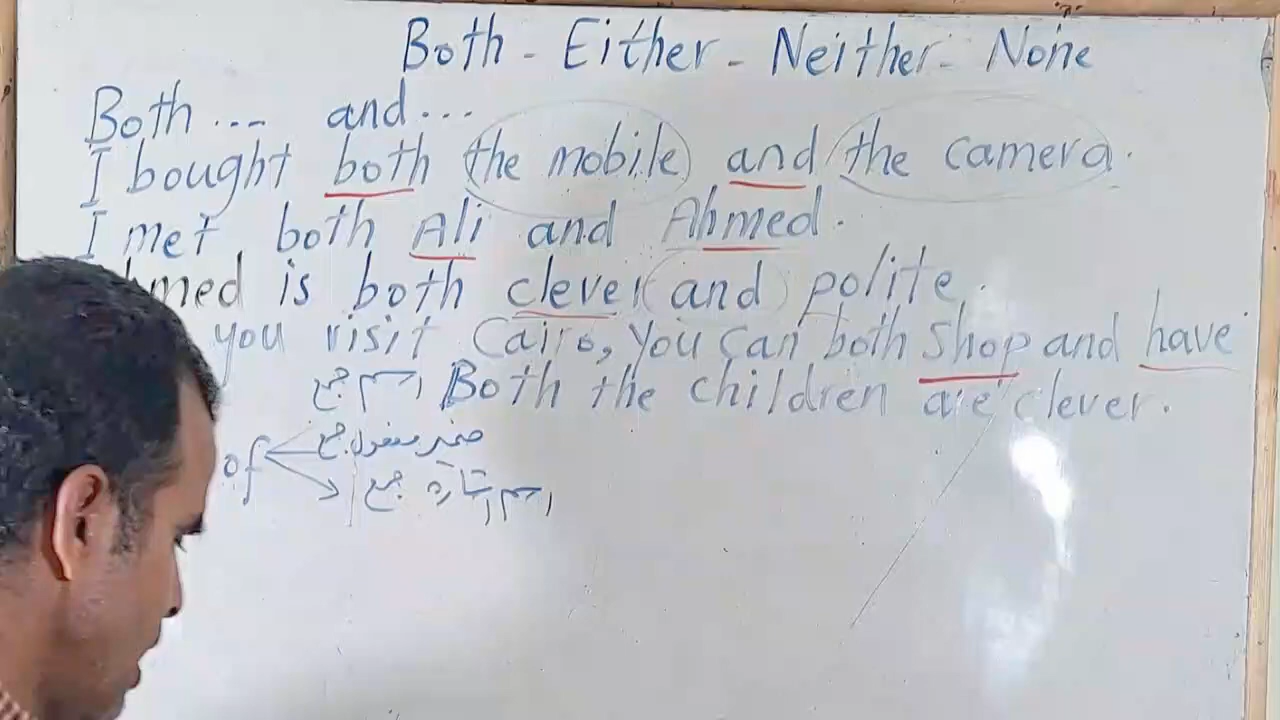 Both - Either - Neither - None
Both ... and ...
I bought both the mobile and the camera.
I met both Ali and Ahmed.
med is both clever and polite.
you visit Cairo, you can both shop and have
اسم جمع Both the children are clever.
of ضمير مفعول جمع
اسم اشارة جمع